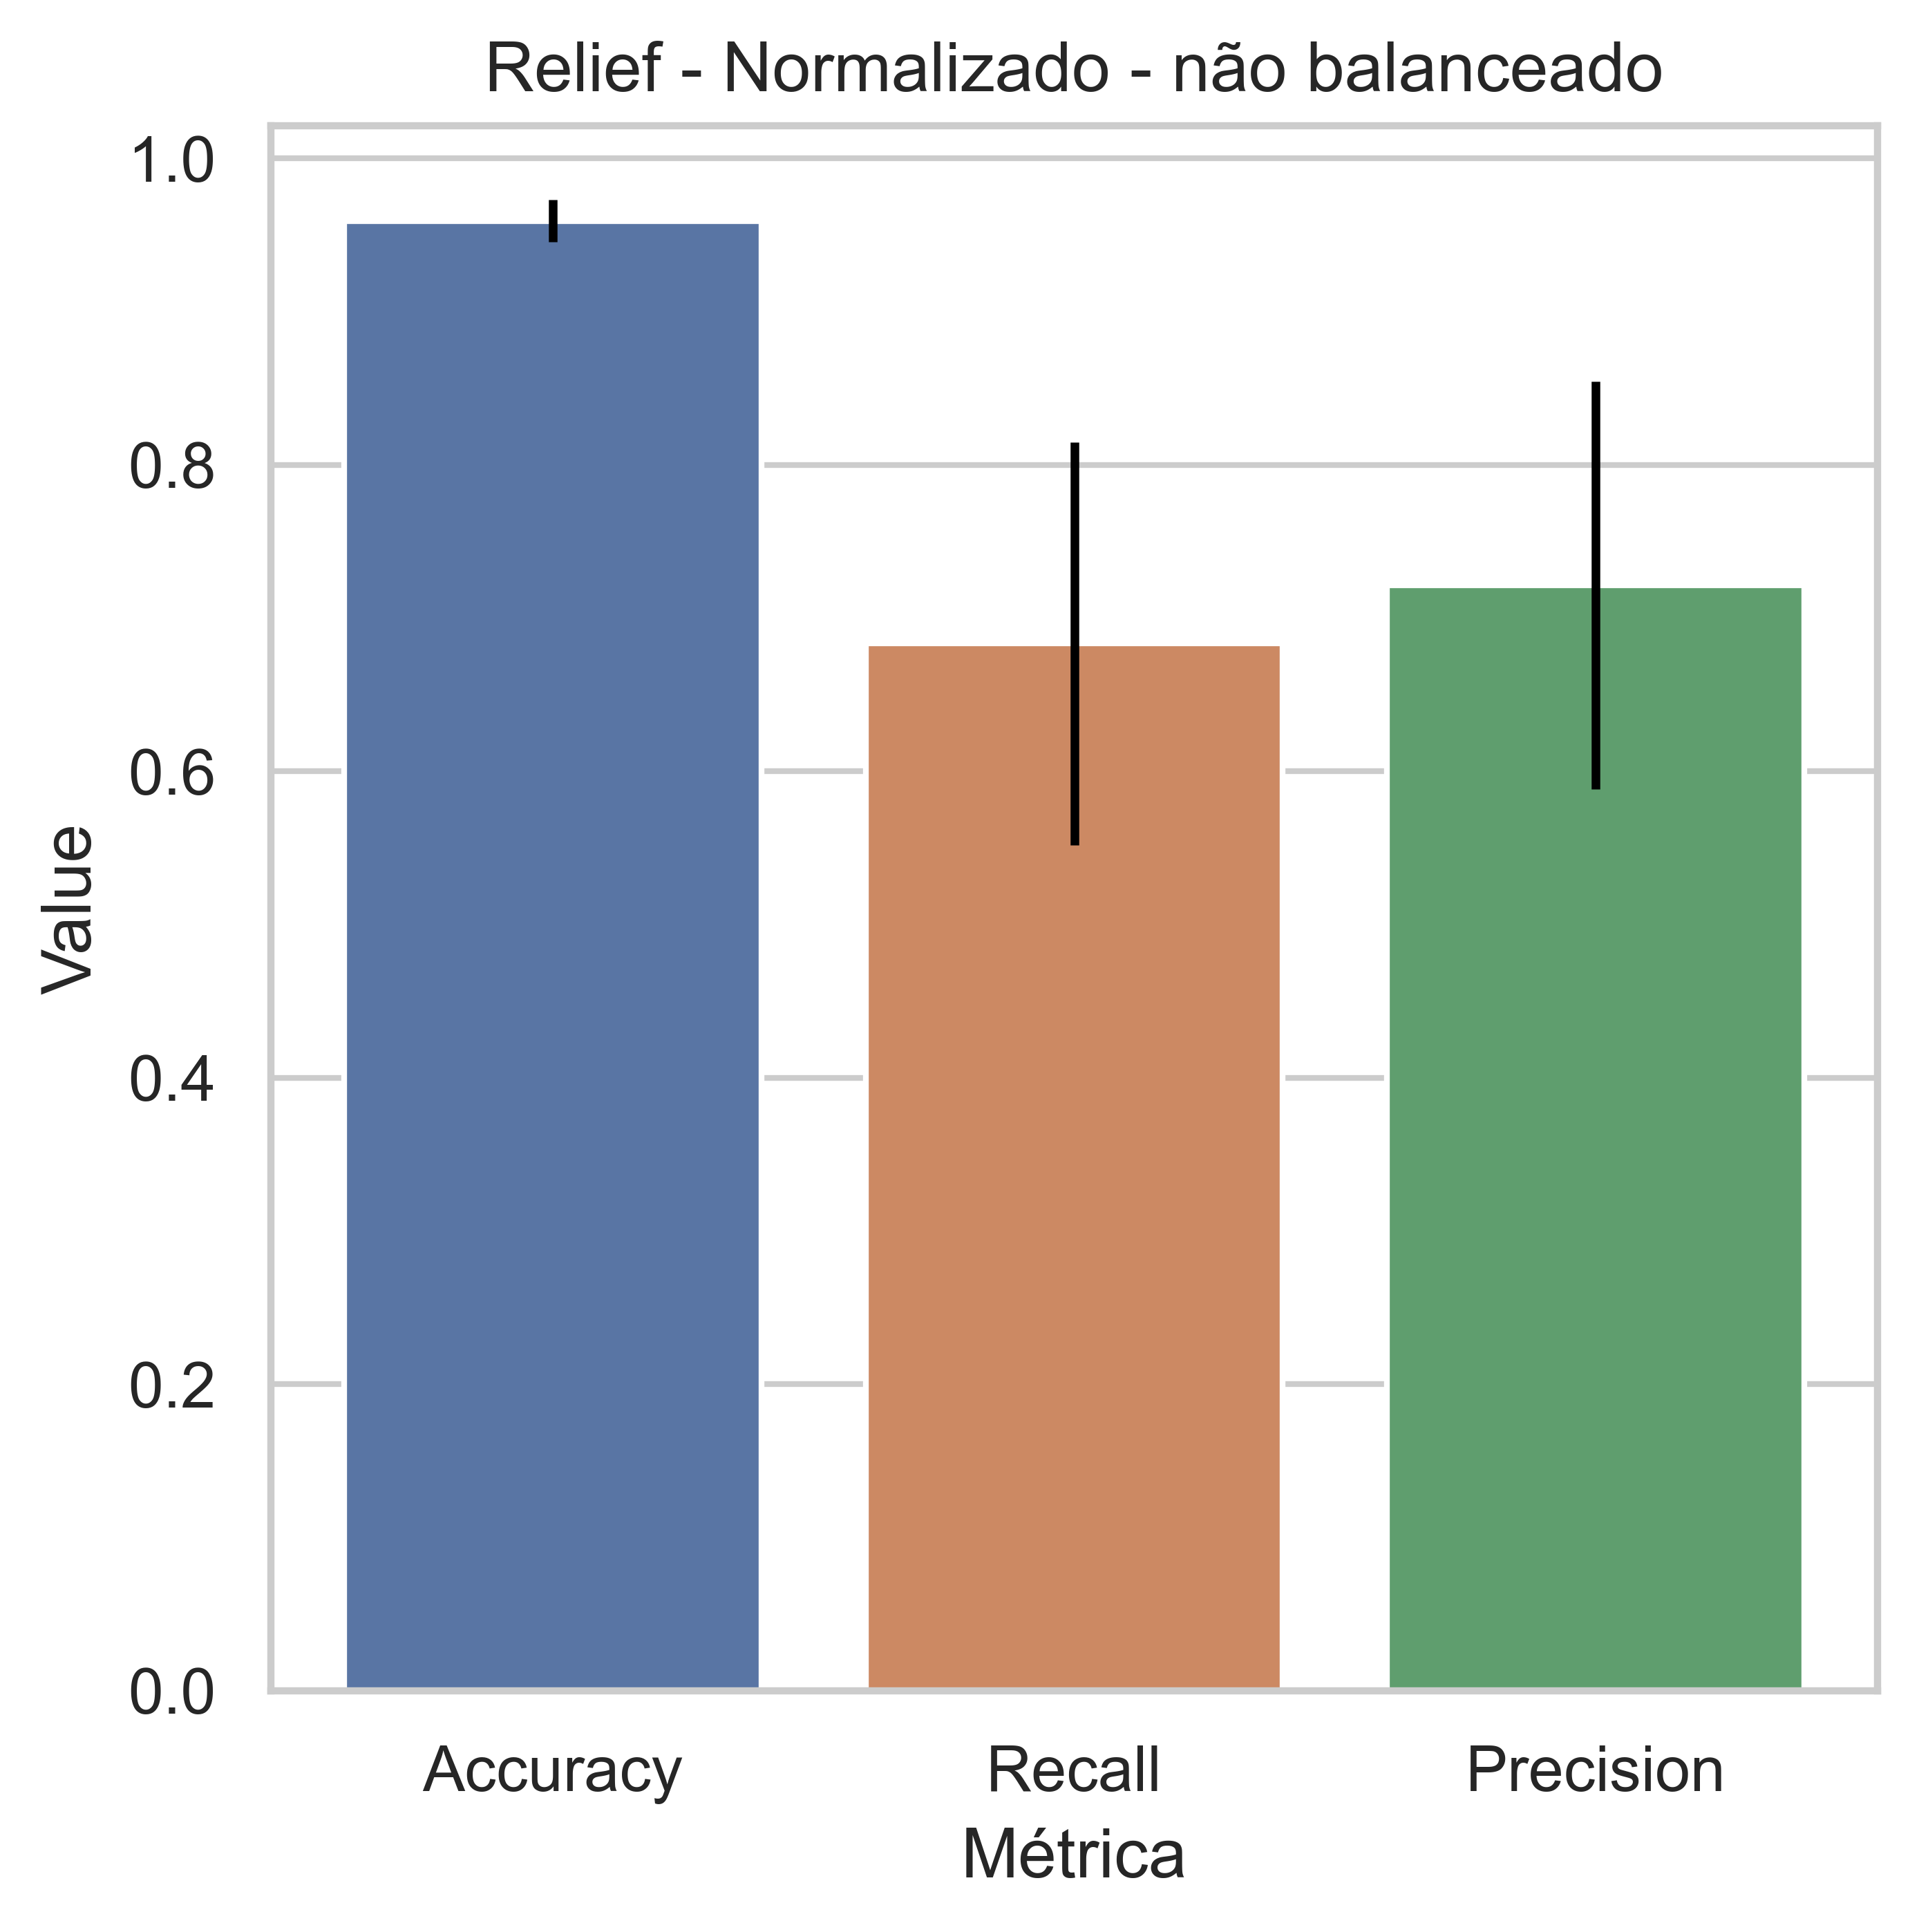 Relief - Normalizado - não balanceado
1.0
0.8
0.6
0.4
0.2
0.0
Value
Accuracy Recall Precision
Métrica